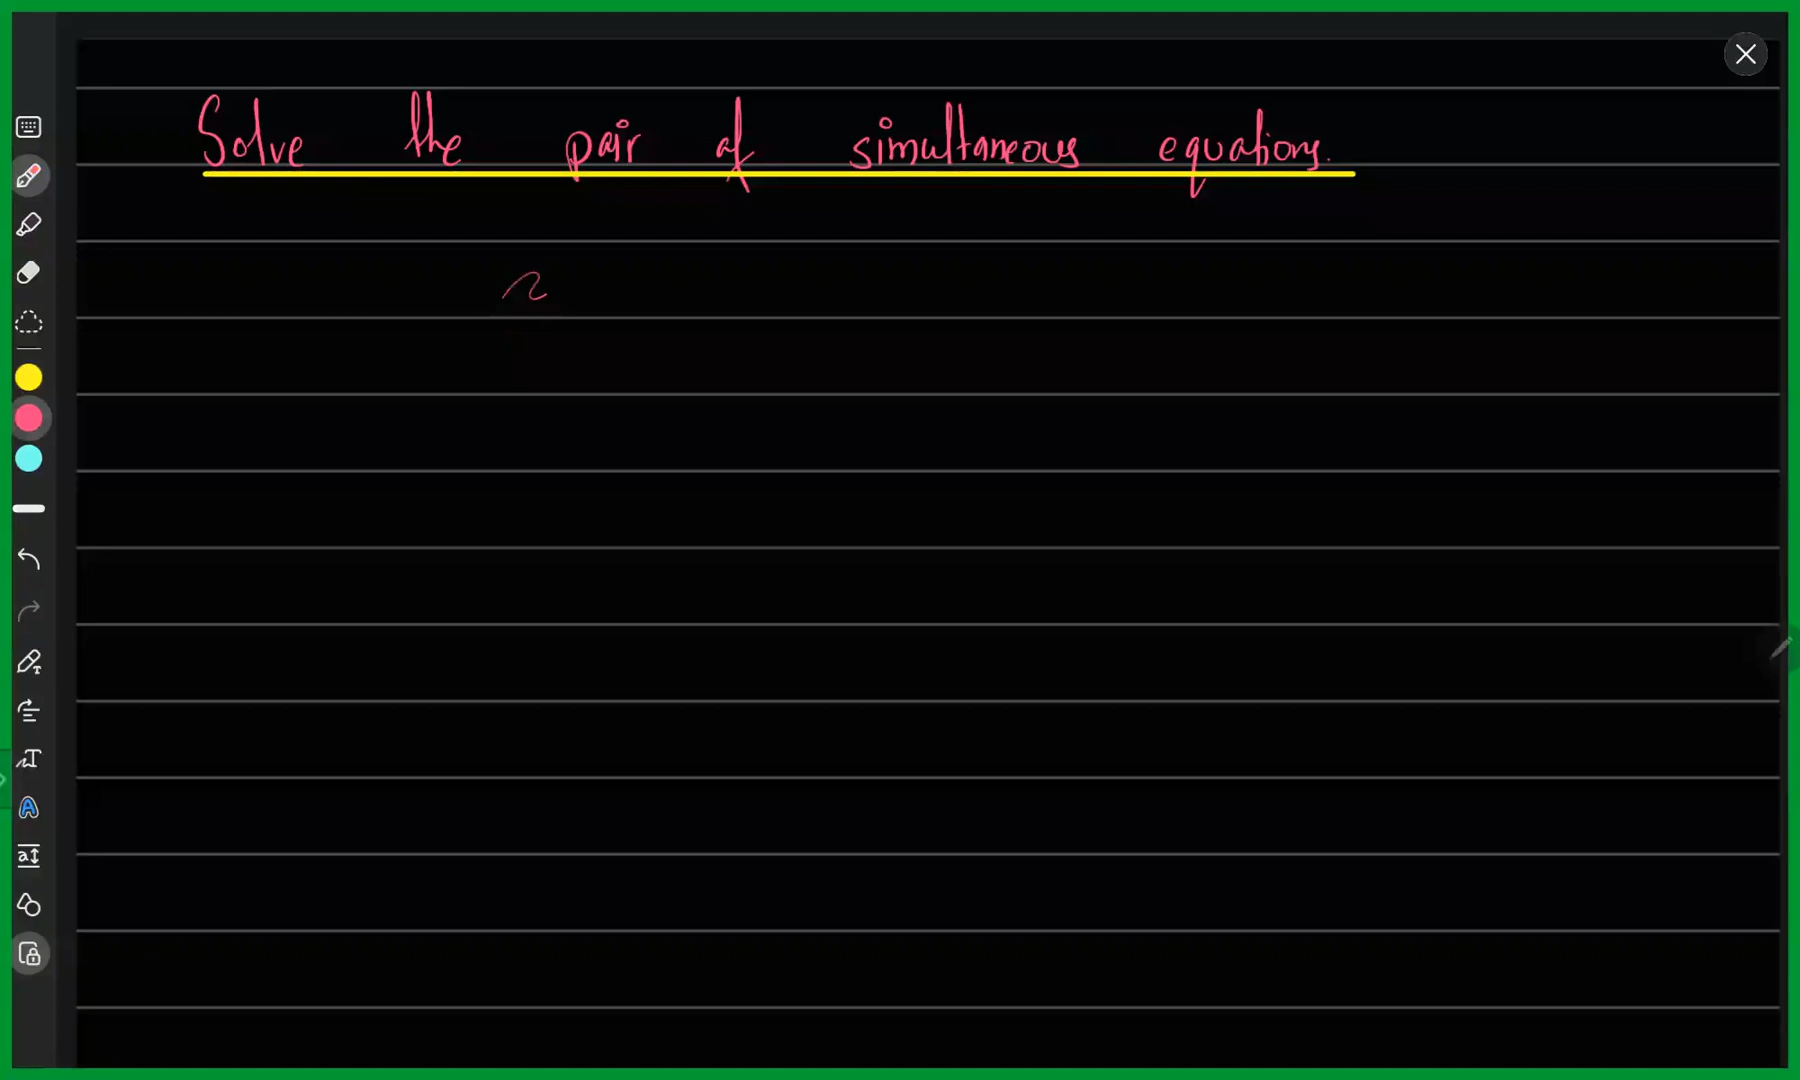 Solve the pair of simultaneous equations.